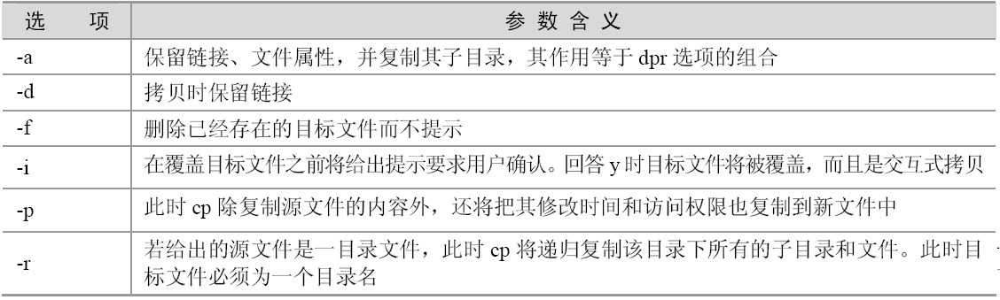 选 项 参 数 含 义
-a 保留链接、文件属性，并复制其子目录，其作用等于 dpr 选项的组合
-d 拷贝时保留链接
-f 删除已经存在的目标文件而不提示
-i 在覆盖目标文件之前将给出提示要求用户确认。回答 y 时目标文件将被覆盖，而且是交互式拷贝
-p 此时 cp 除复制源文件的内容外，还将把其修改时间和访问权限也复制到新文件中
-r 若给出的源文件是一目录文件，此时 cp 将递归复制该目录下所有的子目录和文件。此时目
标文件必须为一个目录名